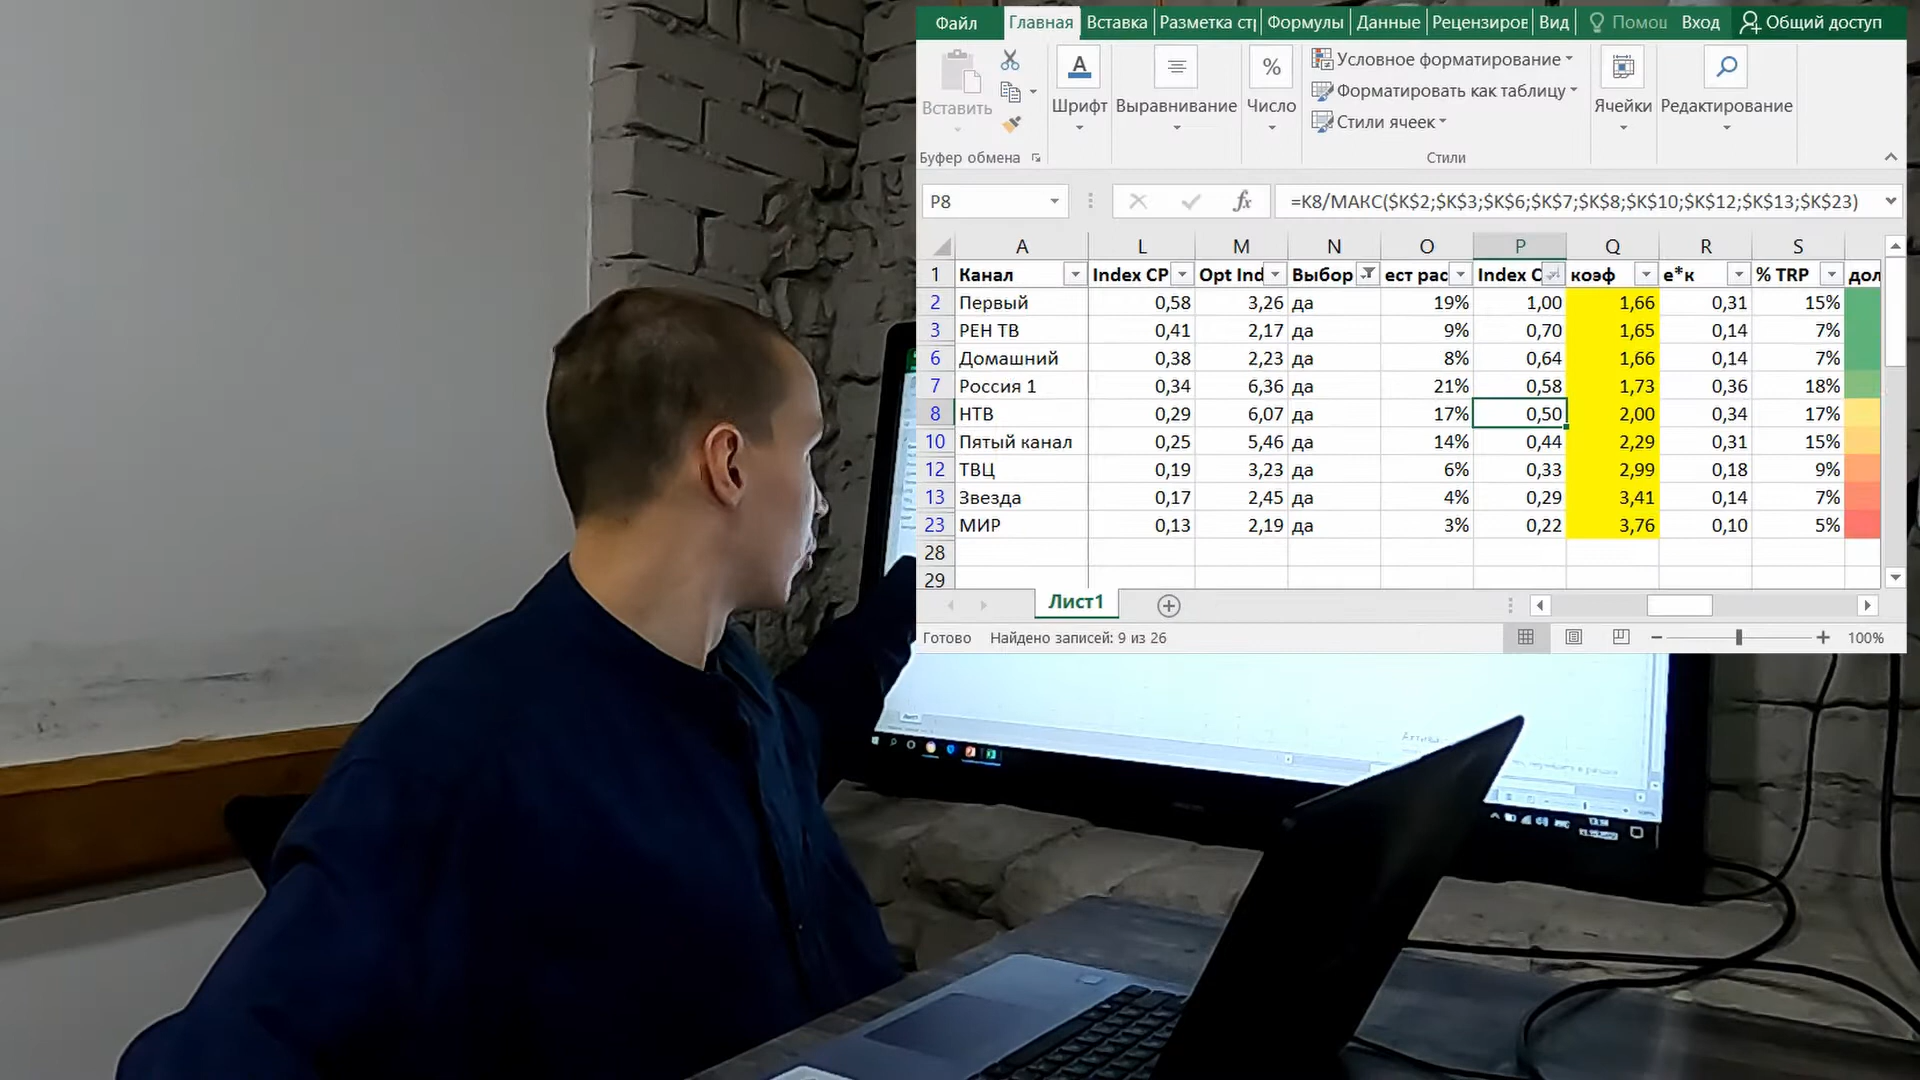 Файл Главная Вставка Разметка стр Формулы Данные Рецензиров Вид Помощ Вход Общий доступ
Вставить
Шрифт Выравнивание Число
Условное форматирование
Форматировать как таблицу
Стили ячеек
Ячейки Редактирование
Буфер обмена Стили
P8 fx =K8/МАКС($K$2;$K$3;$K$6;$K$7;$K$8;$K$10;$K$12;$K$13;$K$23)
A L M N O P Q R S
1 Канал Index CP Opt Ind Выбор ест рас Index C коэф е*к % TRP дол
2 Первый 0,58 3,26 да 19% 1,00 1,66 0,31 15%
3 РЕН ТВ 0,41 2,17 да 9% 0,70 1,65 0,14 7%
6 Домашний 0,38 2,23 да 8% 0,64 1,66 0,14 7%
7 Россия 1 0,34 6,36 да 21% 0,58 1,73 0,36 18%
8 НТВ 0,29 6,07 да 17% 0,50 2,00 0,34 17%
10 Пятый канал 0,25 5,46 да 14% 0,44 2,29 0,31 15%
12 ТВЦ 0,19 3,23 да 6% 0,33 2,99 0,18 9%
13 Звезда 0,17 2,45 да 4% 0,29 3,41 0,14 7%
23 МИР 0,13 2,19 да 3% 0,22 3,76 0,10 5%
28
29
Лист1
Готово Найдено записей: 9 из 26 100%